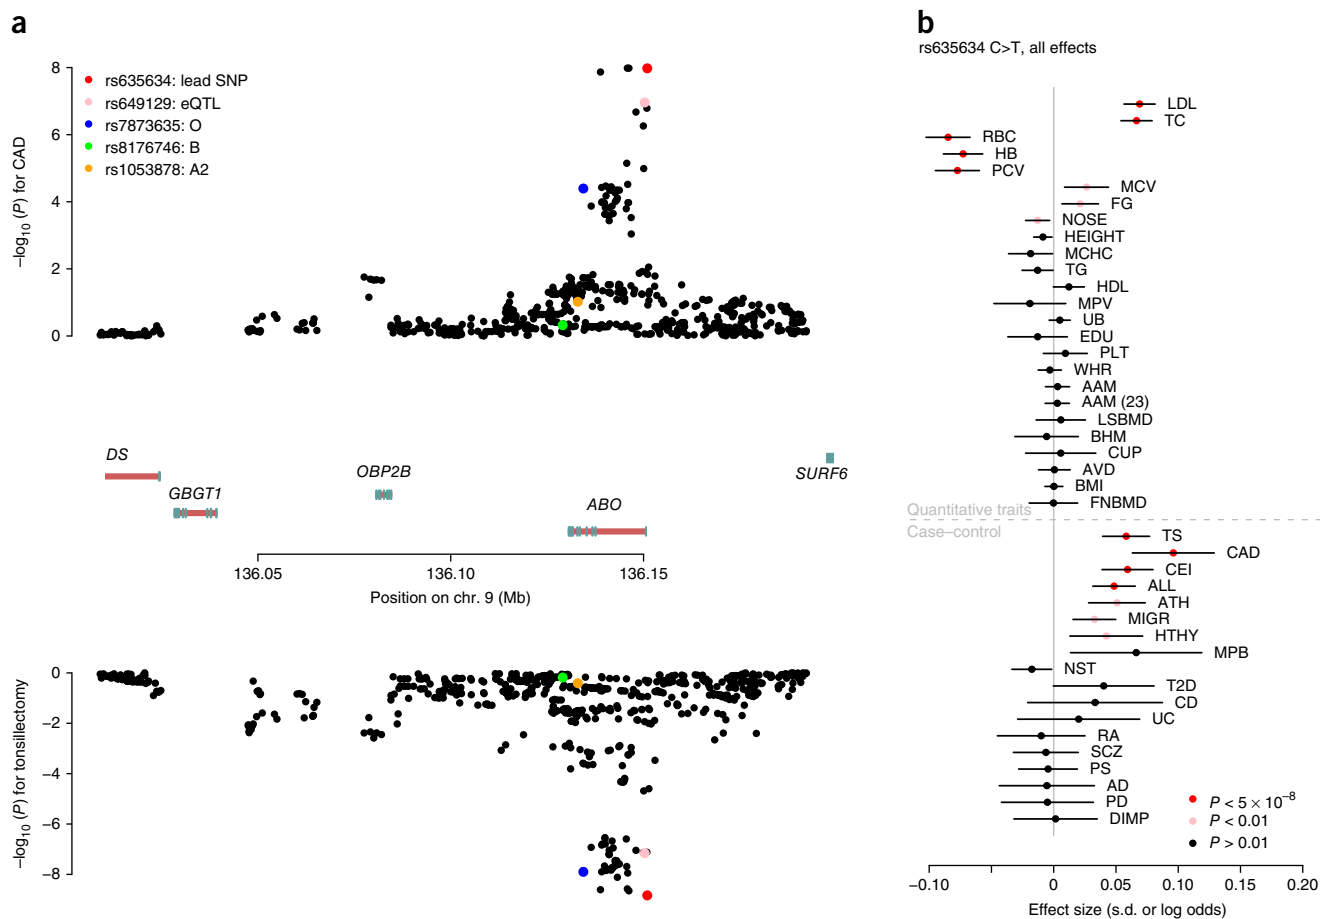 a
8
6
4
2
0
−log10 (P) for CAD
rs635634: lead SNP
rs649129: eQTL
rs7873635: O
rs8176746: B
rs1053878: A2
DS
GBGT1
OBP2B
ABO
SURF6
136.05
136.10
136.15
Position on chr. 9 (Mb)
0
−2
−4
−6
−8
−log10 (P) for tonsillectomy
b
rs635634 C>T, all effects
LDL
TC
RBC
HB
PCV
MCV
FG
NOSE
HEIGHT
MCHC
TG
HDL
MPV
UB
EDU
PLT
WHR
AAM
AAM (23)
LSBMD
BHM
CUP
AVD
BMI
FNBMD
Quantitative traits
Case–control
TS
CAD
CEI
ALL
ATH
MIGR
HTHY
MPB
NST
T2D
CD
UC
RA
SCZ
PS
AD
PD
DIMP
P < 5 × 10−8
P < 0.01
P > 0.01
−0.10
0
0.05
0.10
0.15
0.20
Effect size (s.d. or log odds)